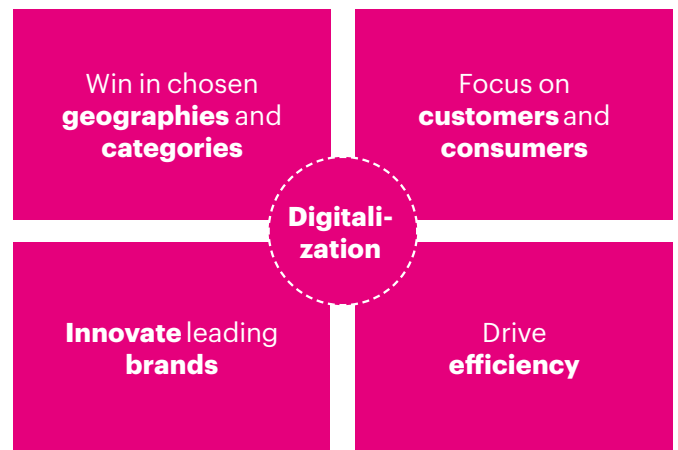 Win in chosen
geographies and
categories
Focus on
customers and
consumers
Digitali-
zation
Innovate leading
brands
Drive
efficiency